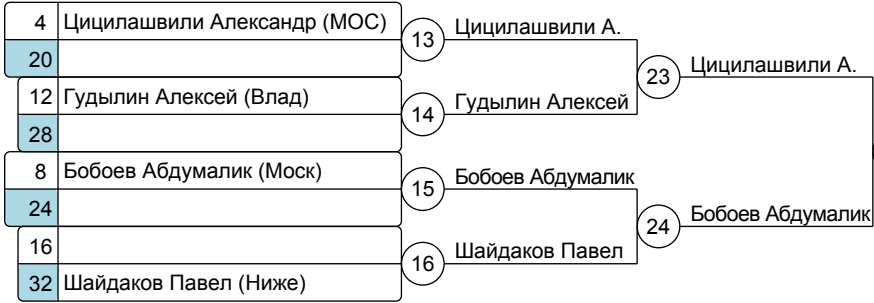 4 Цицилашвили Александр (МОС)
20
12 Гудылин Алексей (Влад)
28
8 Бобоев Абдумалик (Моск)
24
16
32 Шайдаков Павел (Ниже)
13 Цицилашвили А.
14 Гудылин Алексей
15 Бобоев Абдумалик
16 Шайдаков Павел
23 Цицилашвили А.
24 Бобоев Абдумалик